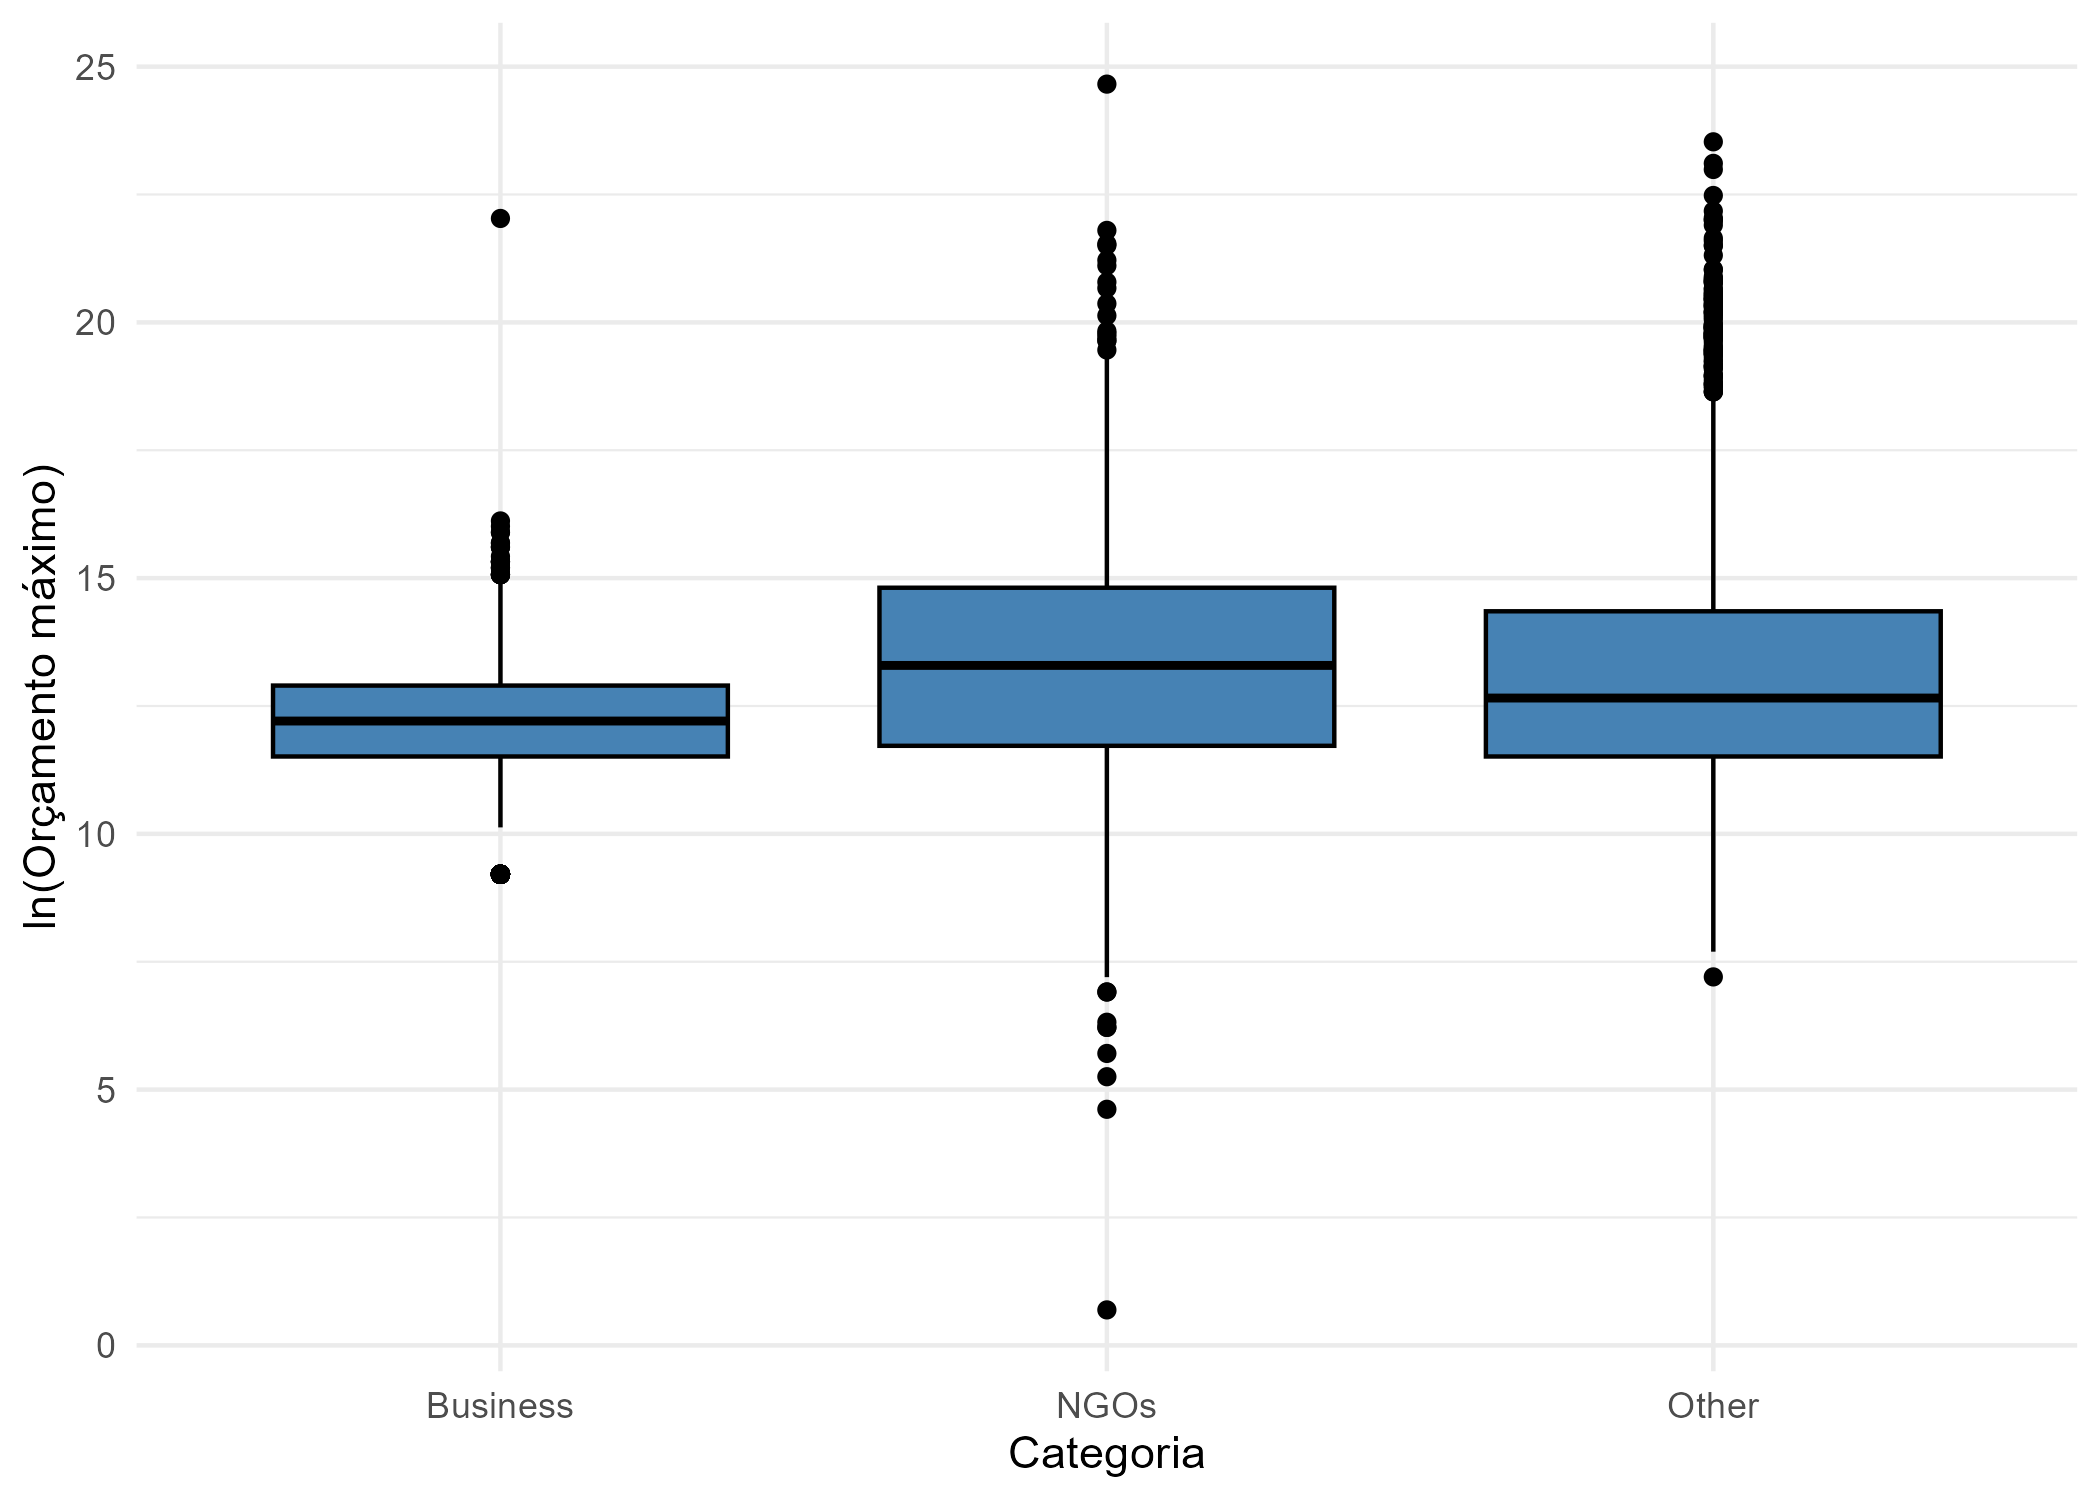 25
20
15
10
5
0
ln(Orçamento máximo)
Business
NGOs
Other
Categoria